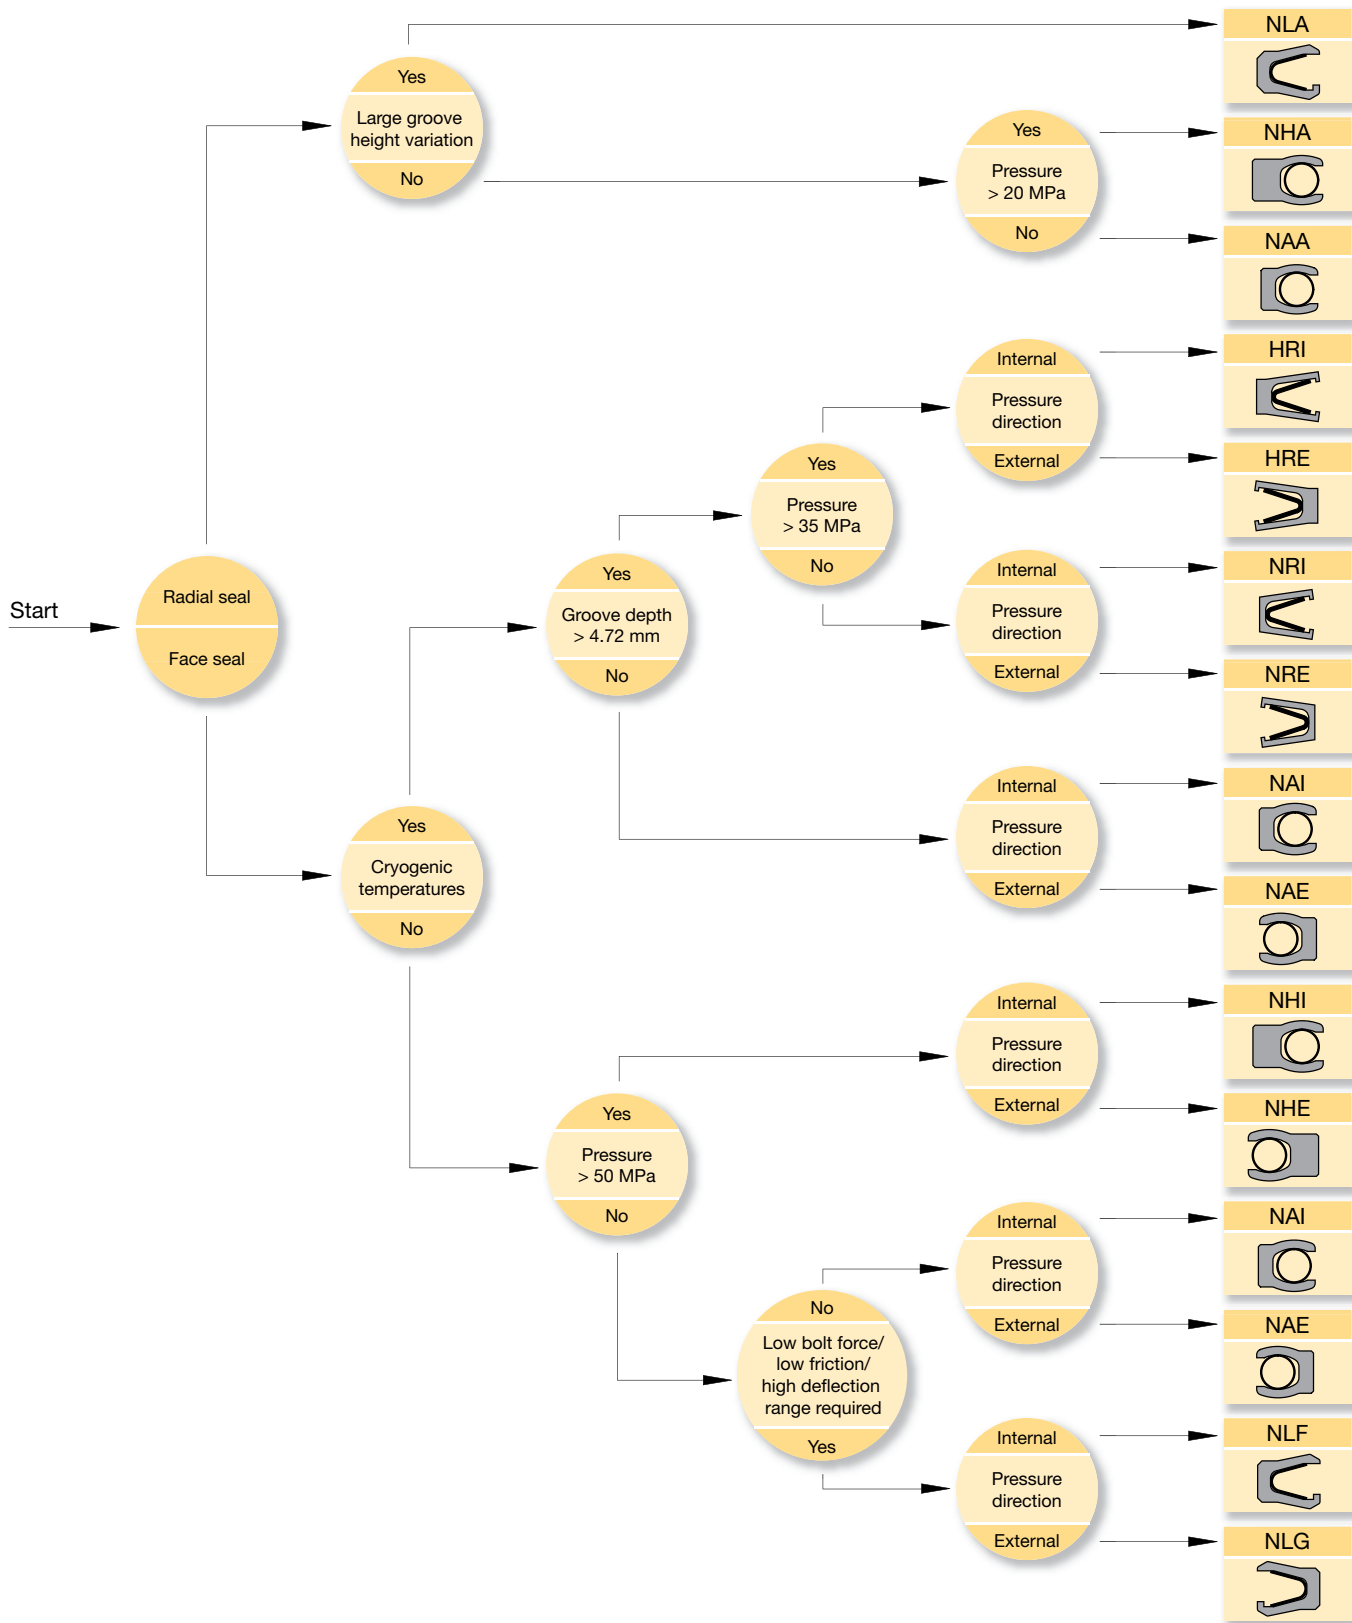 NLA
Yes
Large groove
height variation
No
Yes
Pressure
> 20 MPa
No
NHA
NAA
Internal
Pressure
direction
External
HRI
HRE
Yes
Pressure
> 35 MPa
No
Internal
Pressure
direction
External
NRI
NRE
Start
Radial seal
Face seal
Yes
Groove depth
> 4.72 mm
No
Internal
Pressure
direction
External
NAI
NAE
Yes
Cryogenic
temperatures
No
Internal
Pressure
direction
External
NHI
NHE
Yes
Pressure
> 50 MPa
No
Internal
Pressure
direction
External
NAI
NAE
No
Low bolt force/
low friction/
high deflection
range required
Yes
Internal
Pressure
direction
External
NLF
NLG